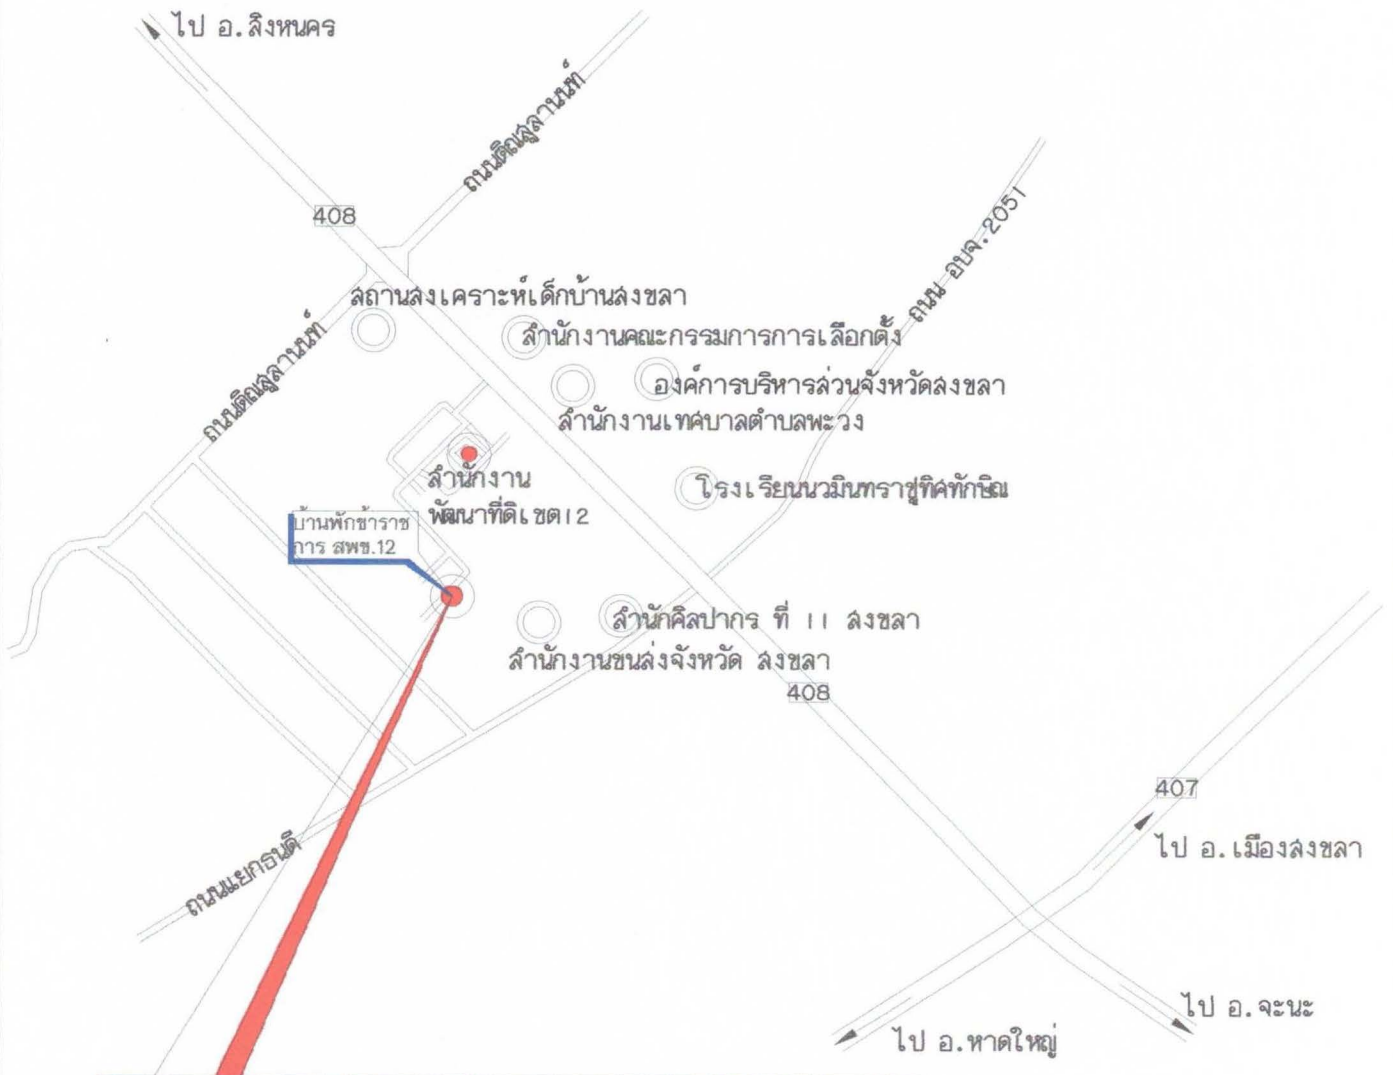 ไป อ.สิงหนคร
ถนนติณสูลานนท์
408
ถนน อบจ.2051
สถานสงเคราะห์เด็กบ้านสงขลา
สำนักงานคณะกรรมการการเลือกตั้ง
ถนนติณสูลานนท์
องค์การบริหารส่วนจังหวัดสงขลา
สำนักงานเทศบาลตำบลพะวง
สำนักงาน
พัฒนาที่ดินเขต12
โรงเรียนนวมินทราชูทิศทักษิณ
บ้านพักข้าราช
การ สพข.12
สำนักศิลปากร ที่ 11 สงขลา
สำนักงานขนส่งจังหวัด สงขลา
408
407
ไป อ.เมืองสงขลา
ถนนแยกธนดี
ไป อ.จะนะ
ไป อ.หาดใหญ่